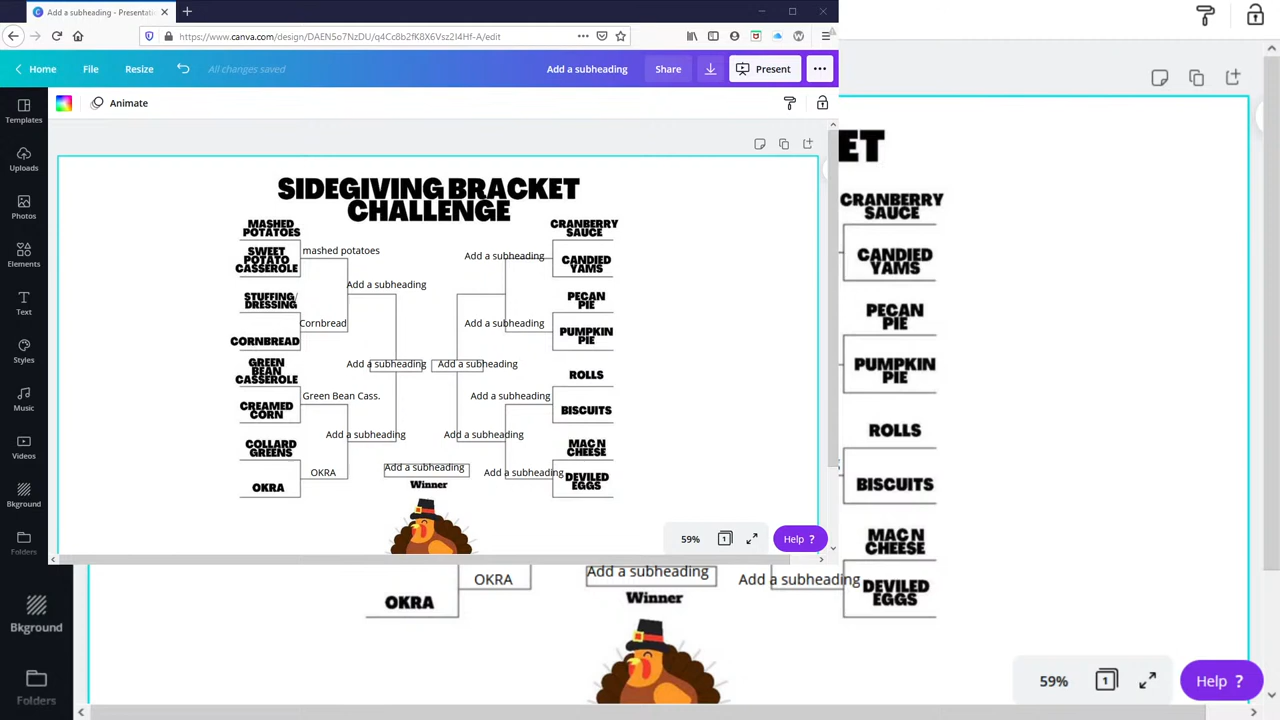 Add a subheading - Presentati
https://www.canva.com/design/DAEN5o7NzDU/q4Cc8b2fK8X6Vsz2I4Hf-A/edit
Home File Resize All changes saved Add a subheading Share Present
Animate
Templates
Uploads
Photos
Elements
Text
Styles
Music
Videos
Bkground
Folders
SIDEGIVING BRACKET
CHALLENGE
MASHED
POTATOES
mashed potatoes
SWEET
POTATO
CASSEROLE
Add a subheading
STUFFING/
DRESSING
Cornbread
CORNBREAD
Add a subheading
GREEN
BEAN
CASSEROLE
Green Bean Cass.
CREAMED
CORN
Add a subheading
COLLARD
GREENS
OKRA
OKRA
CRANBERRY
SAUCE
Add a subheading
CANDIED
YAMS
PECAN
PIE
Add a subheading
PUMPKIN
PIE
Add a subheading
ROLLS
Add a subheading
BISCUITS
Add a subheading
MAC N
CHEESE
Add a subheading
DEVILED
EGGS
Add a subheading
Winner
59% 1 Help ?
ET
CRANBERRY
SAUCE
CANDIED
YAMS
PECAN
PIE
PUMPKIN
PIE
ROLLS
BISCUITS
MAC N
CHEESE
DEVILED
EGGS
OKRA
Add a subheading
Add a subheading
OKRA
Winner
Bkground
Folders
59% 1 Help ?